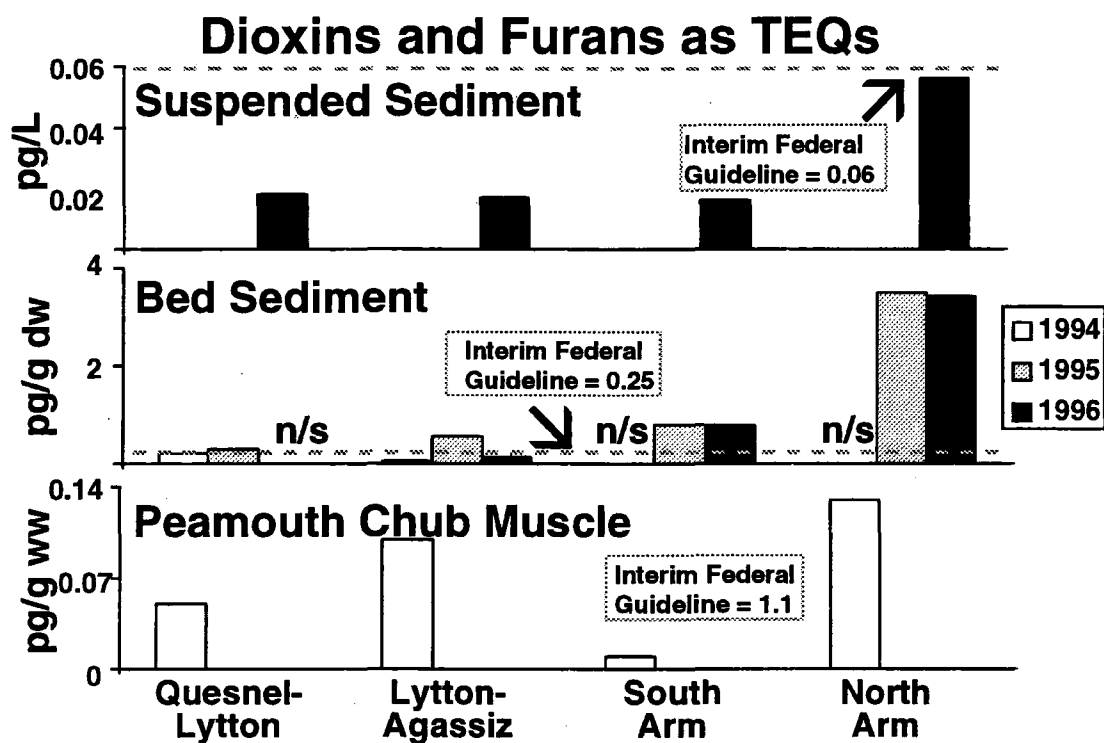 Dioxins and Furans as TEQs
0.06
Suspended Sediment
0.04
Interim Federal
Guideline = 0.06
0.02
pg/L
4
Bed Sediment
Interim Federal
Guideline = 0.25
2
n/s
n/s
n/s
pg/g dw
1994
1995
1996
0.14
Peamouth Chub Muscle
0.07
Interim Federal
Guideline = 1.1
0
pg/g ww
Quesnel-
Lytton
Lytton-
Agassiz
South
Arm
North
Arm